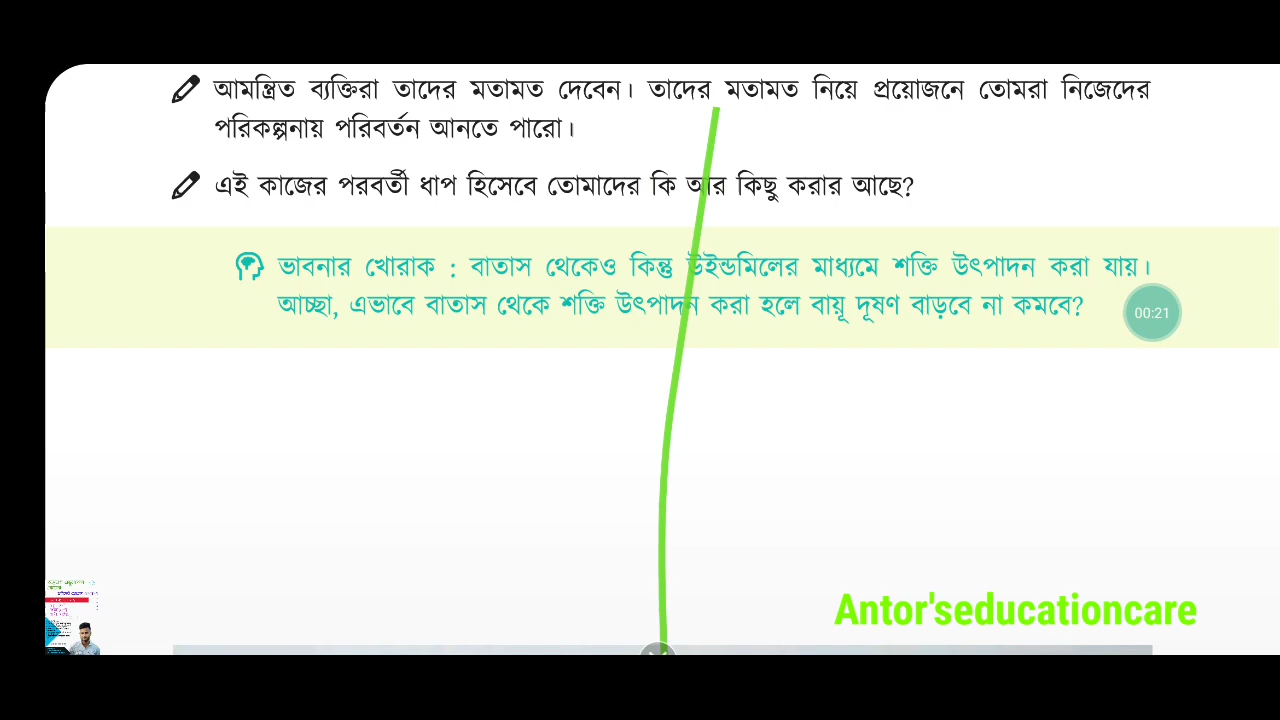 আমন্ত্রিত ব্যক্তিরা তাদের মতামত দেবেন। তাদের মতামত নিয়ে প্রয়োজনে তোমরা নিজেদের
পরিকল্পনায় পরিবর্তন আনতে পারো।
এই কাজের পরবর্তী ধাপ হিসেবে তোমাদের কি আর কিছু করার আছে?
ভাবনার খোরাক : বাতাস থেকেও কিন্তু উইন্ডমিলের মাধ্যমে শক্তি উৎপাদন করা যায়।
আচ্ছা, এভাবে বাতাস থেকে শক্তি উৎপাদন করা হলে বায়ূ দূষণ বাড়বে না কমবে?
00:21
Antor'seducationcare